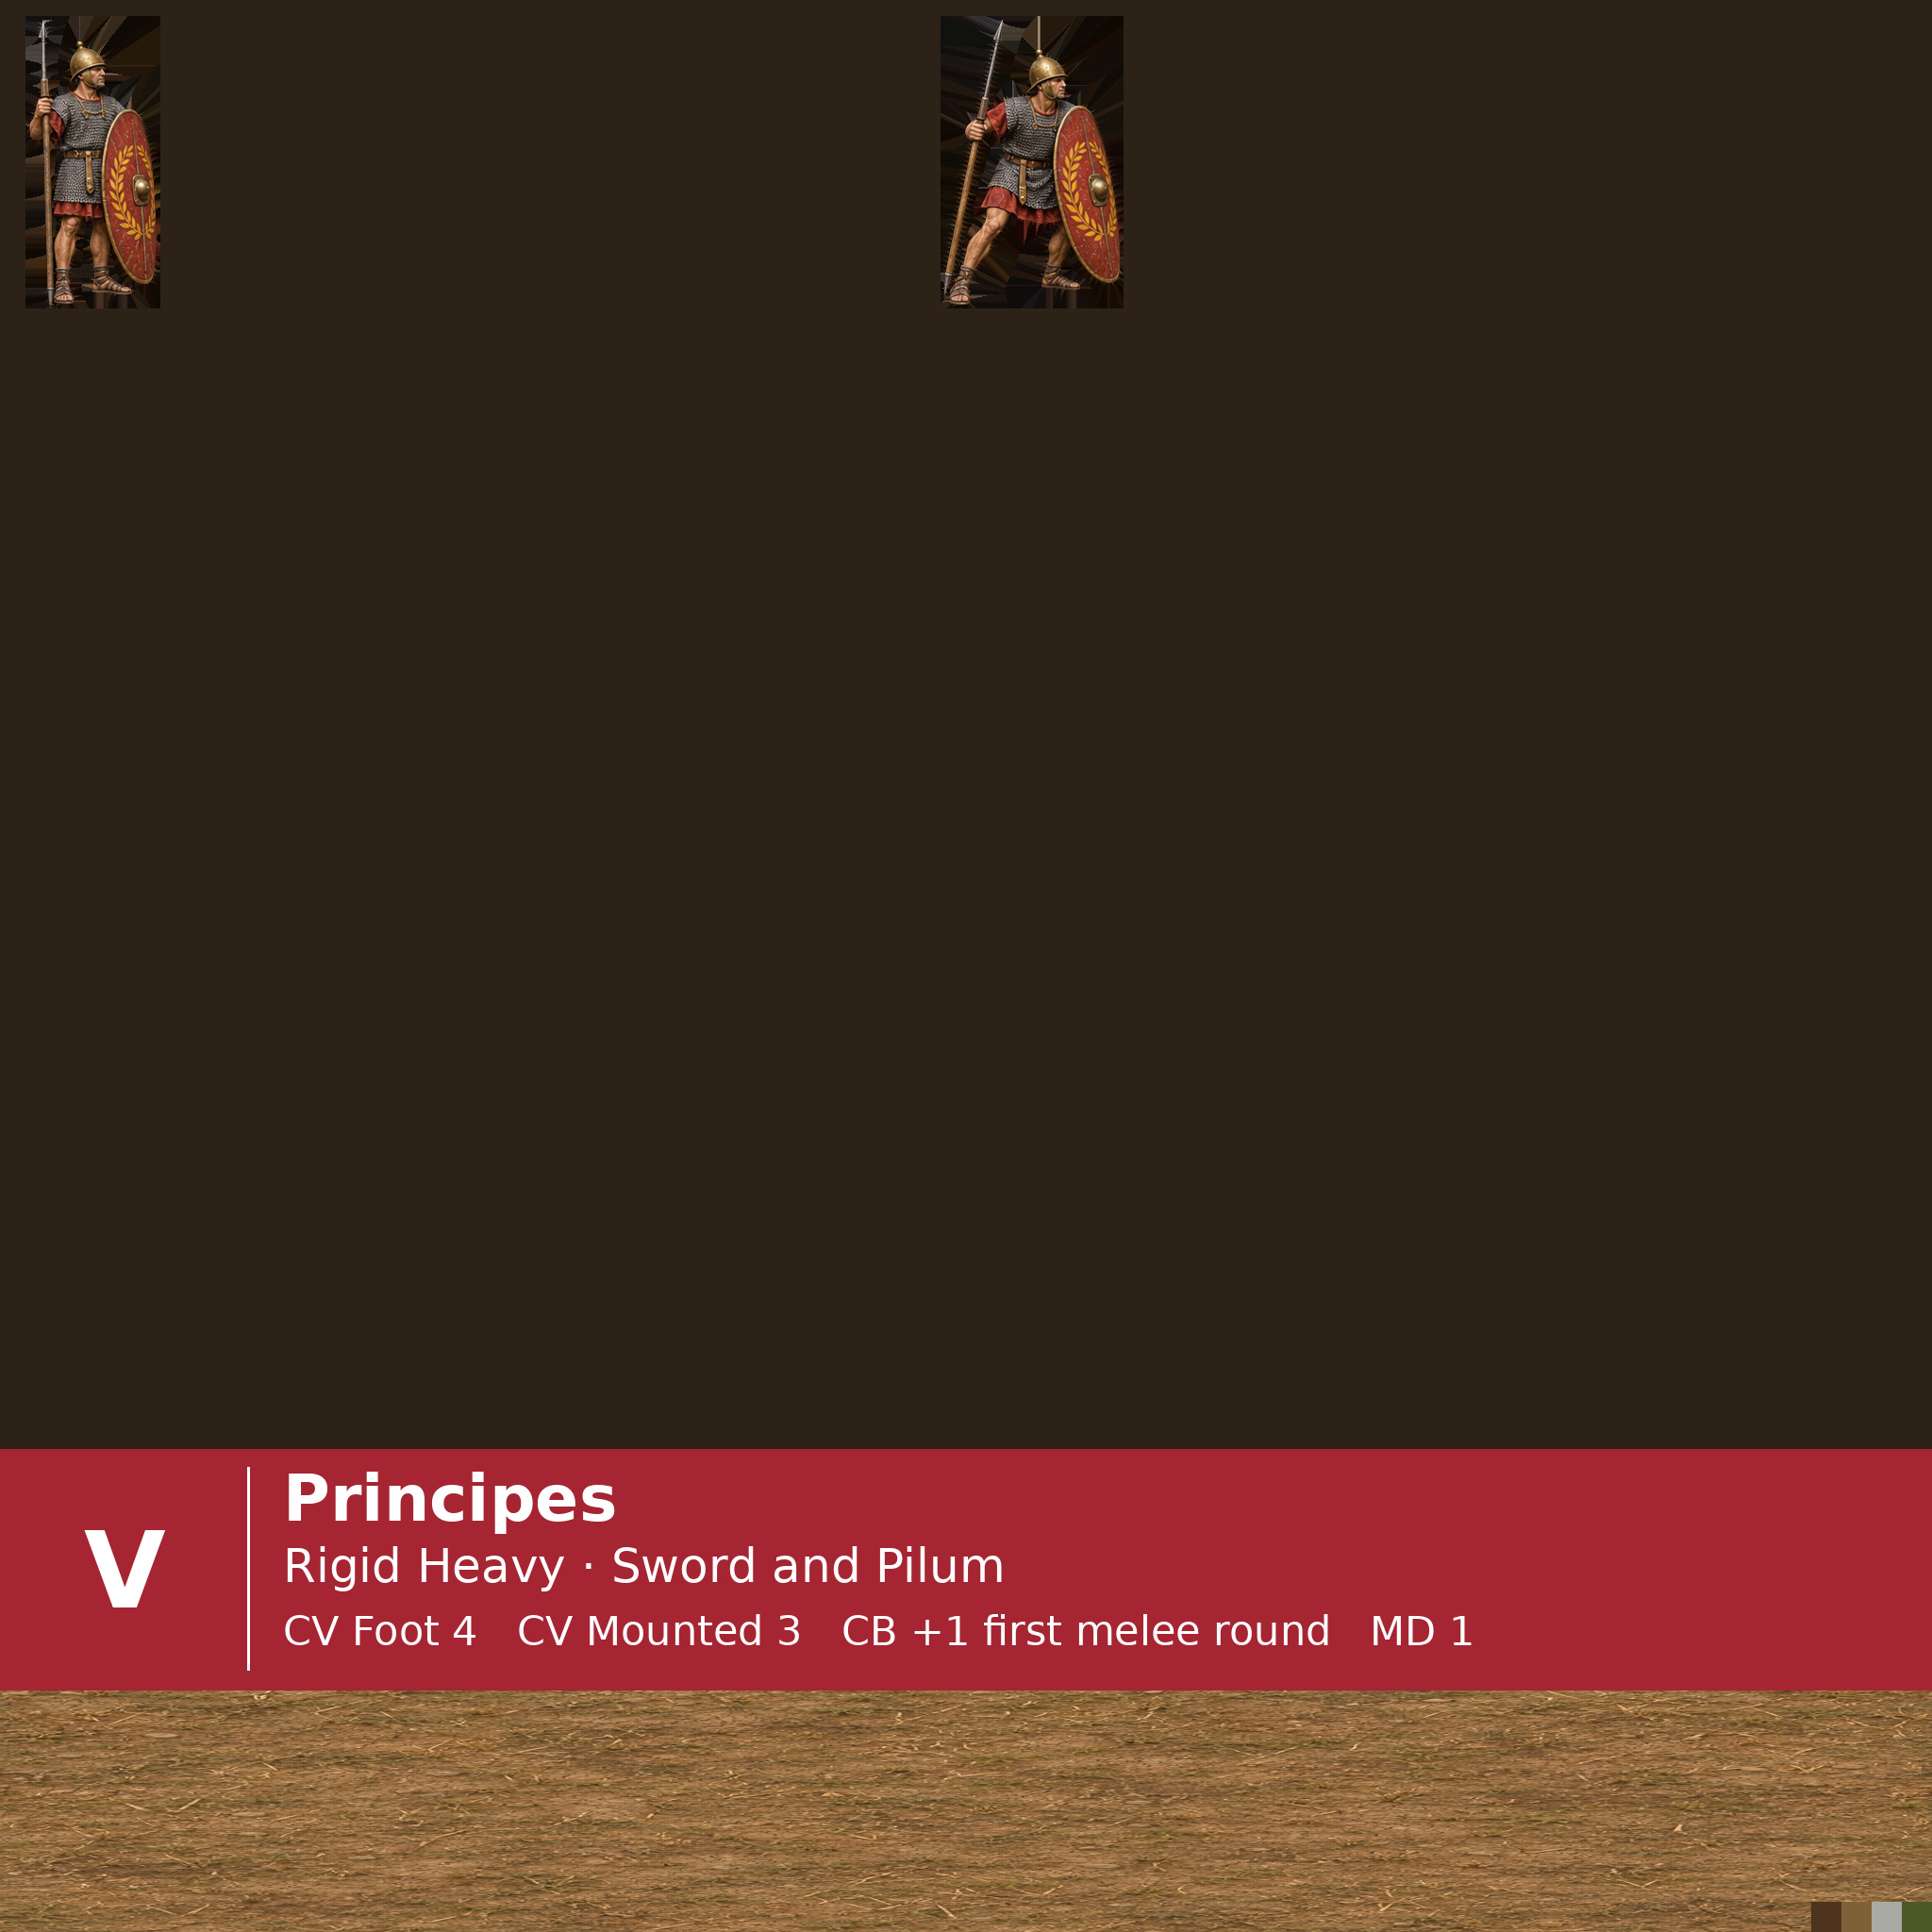 V
Principes
Rigid Heavy · Sword and Pilum
CV Foot 4   CV Mounted 3   CB +1 first melee round   MD 1